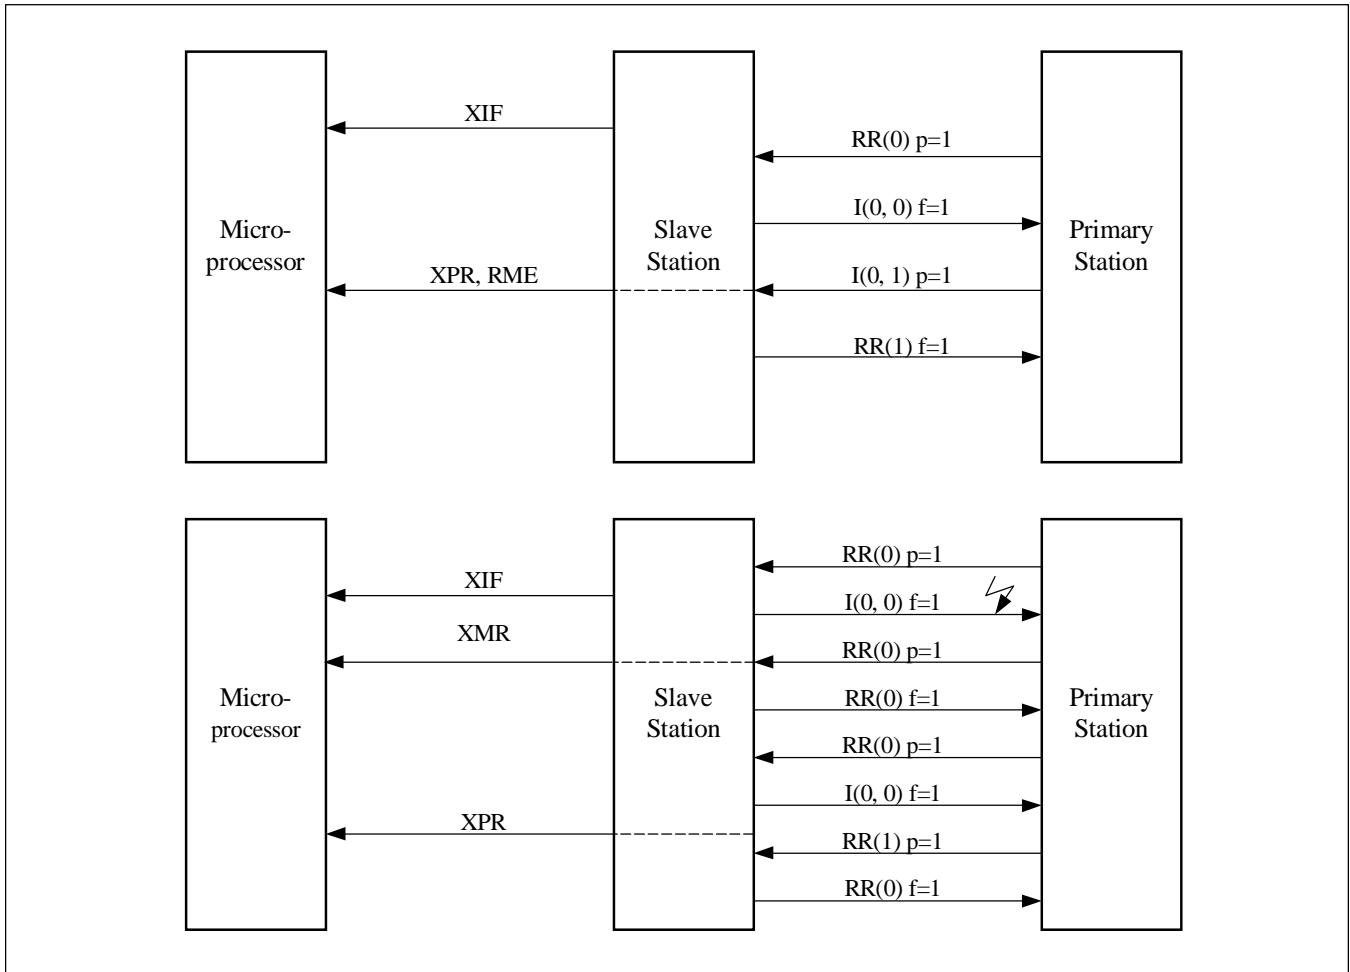 XIF
RR(0) p=1
I(0, 0) f=1
Micro-
processor
Slave
Station
Primary
Station
XPR, RME
I(0, 1) p=1
RR(1) f=1
RR(0) p=1
XIF
I(0, 0) f=1
XMR
RR(0) p=1
Micro-
processor
Slave
Station
RR(0) f=1
Primary
Station
RR(0) p=1
I(0, 0) f=1
XPR
RR(1) p=1
RR(0) f=1